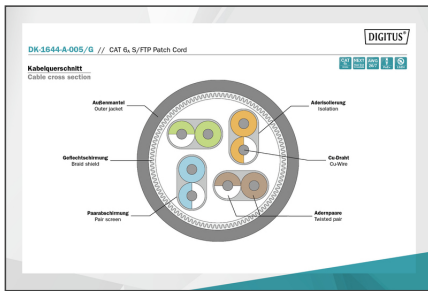 DIGITUS®
DK-1644-A-005/G // CAT 6A S/FTP Patch Cord
Kabelquerschnitt
Cable cross section
Außenmantel
Outer jacket
Aderisolierung
Isolation
Geflechtschirmung
Braid shield
Cu-Draht
Cu-Wire
Paarabschirmung
Pair screen
Adernpaare
Twisted pair